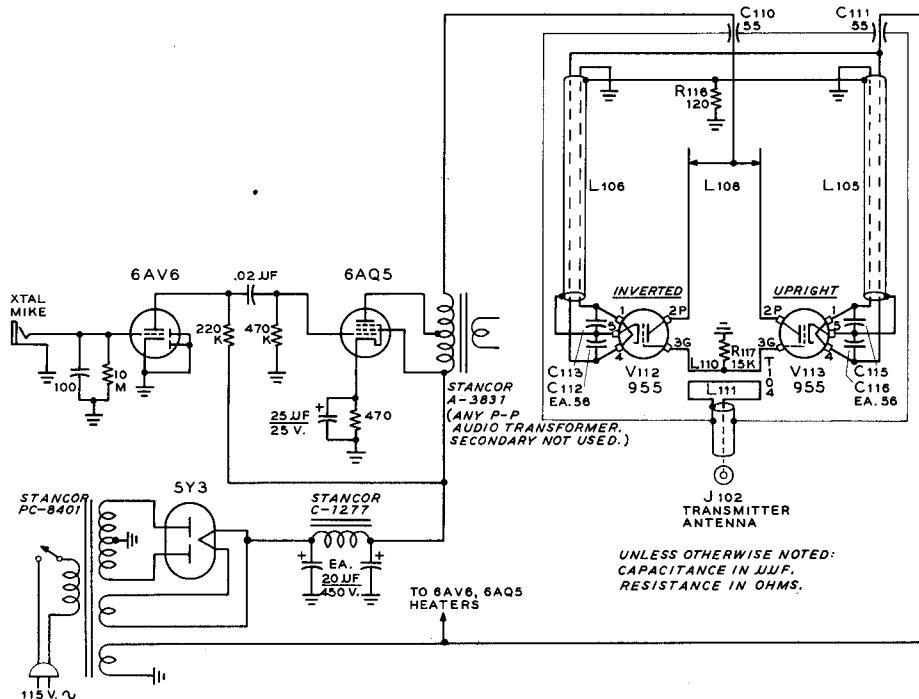 C110
55
C111
55
R116
120
L106
L108
L105
6AV6
.02 µF
6AQ5
INVERTED
UPRIGHT
XTAL
MIKE
220
K
470
K
1
5
4
2P
3G
2P
3G
1
5
4
L110
R117
15K
T104
L111
100
10
M
C113
C112
EA. 56
V112
955
V113
955
C115
C116
EA. 56
STANCOR
A-3831
(ANY P-P
AUDIO TRANSFORMER.
SECONDARY NOT USED.)
+
25 µF
25 V.
470
J102
TRANSMITTER
ANTENNA
STANCOR
PC-8401
5Y3
STANCOR
C-1277
+
+
EA.
20 µF
450 V.
UNLESS OTHERWISE NOTED:
CAPACITANCE IN µµF.
RESISTANCE IN OHMS.
TO 6AV6, 6AQ5
HEATERS
115 V. ~